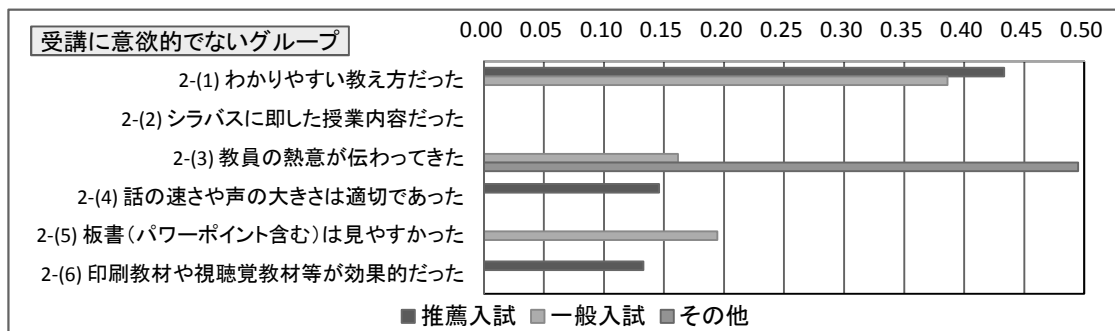 受講に意欲的でないグループ
0.00 0.05 0.10 0.15 0.20 0.25 0.30 0.35 0.40 0.45 0.50
2-(1) わかりやすい教え方だった
2-(2) シラバスに即した授業内容だった
2-(3) 教員の熱意が伝わってきた
2-(4) 話の速さや声の大きさは適切であった
2-(5) 板書（パワーポイント含む）は見やすかった
2-(6) 印刷教材や視聴覚教材等が効果的だった
推薦入試 一般入試 その他